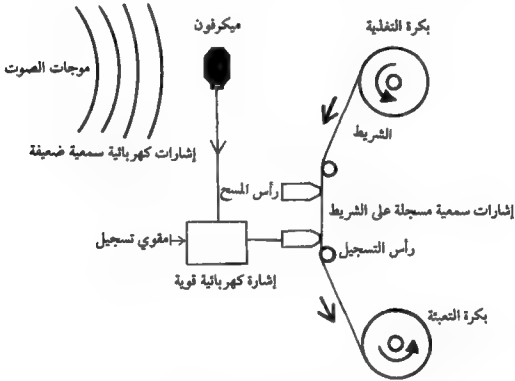 بكرة التغذية
ميكرفون
موجات الصوت
الشريط
إشارات كهربائية سمعية ضعيفة
رأس المسح
إشارات سمعية مسجلة على الشريط
مقوي تسجيل
رأس التسجيل
إشارة كهربائية قوية
بكرة التعبئة